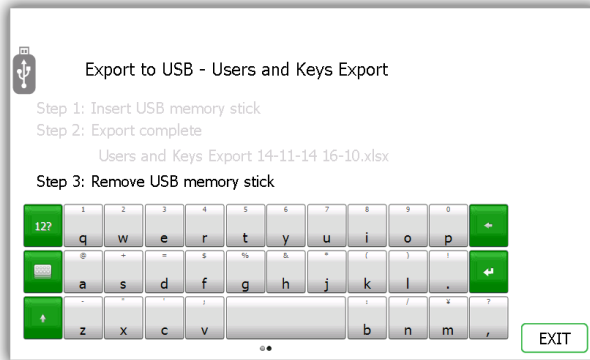 Export to USB - Users and Keys Export
Step 1: Insert USB memory stick
Step 2: Export complete
Users and Keys Export 14-11-14 16-10.xlsx
Step 3: Remove USB memory stick
12? 1 2 3 4 5 6 7 8 9 0
q w e r t y u i o p
@ + = $ % & * ( ) !
a s d f g h j k l .
- " ' ; : / ¥ ?
z x c v b n m ,
EXIT